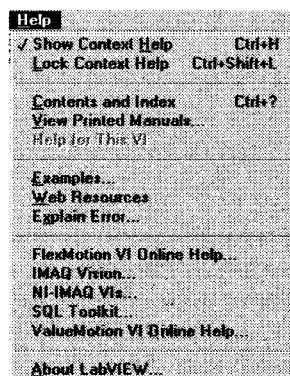 Help
✓ Show Context Help Ctrl+H
Lock Context Help Ctrl+Shift+L
Contents and Index Ctrl+?
View Printed Manuals...
Help for This VI
Examples...
Web Resources
Explain Error...
FlexMotion VI Online Help...
IMAQ Vision...
NI-IMAQ VIs...
SQL Toolkit...
ValueMotion VI Online Help...
About LabVIEW...